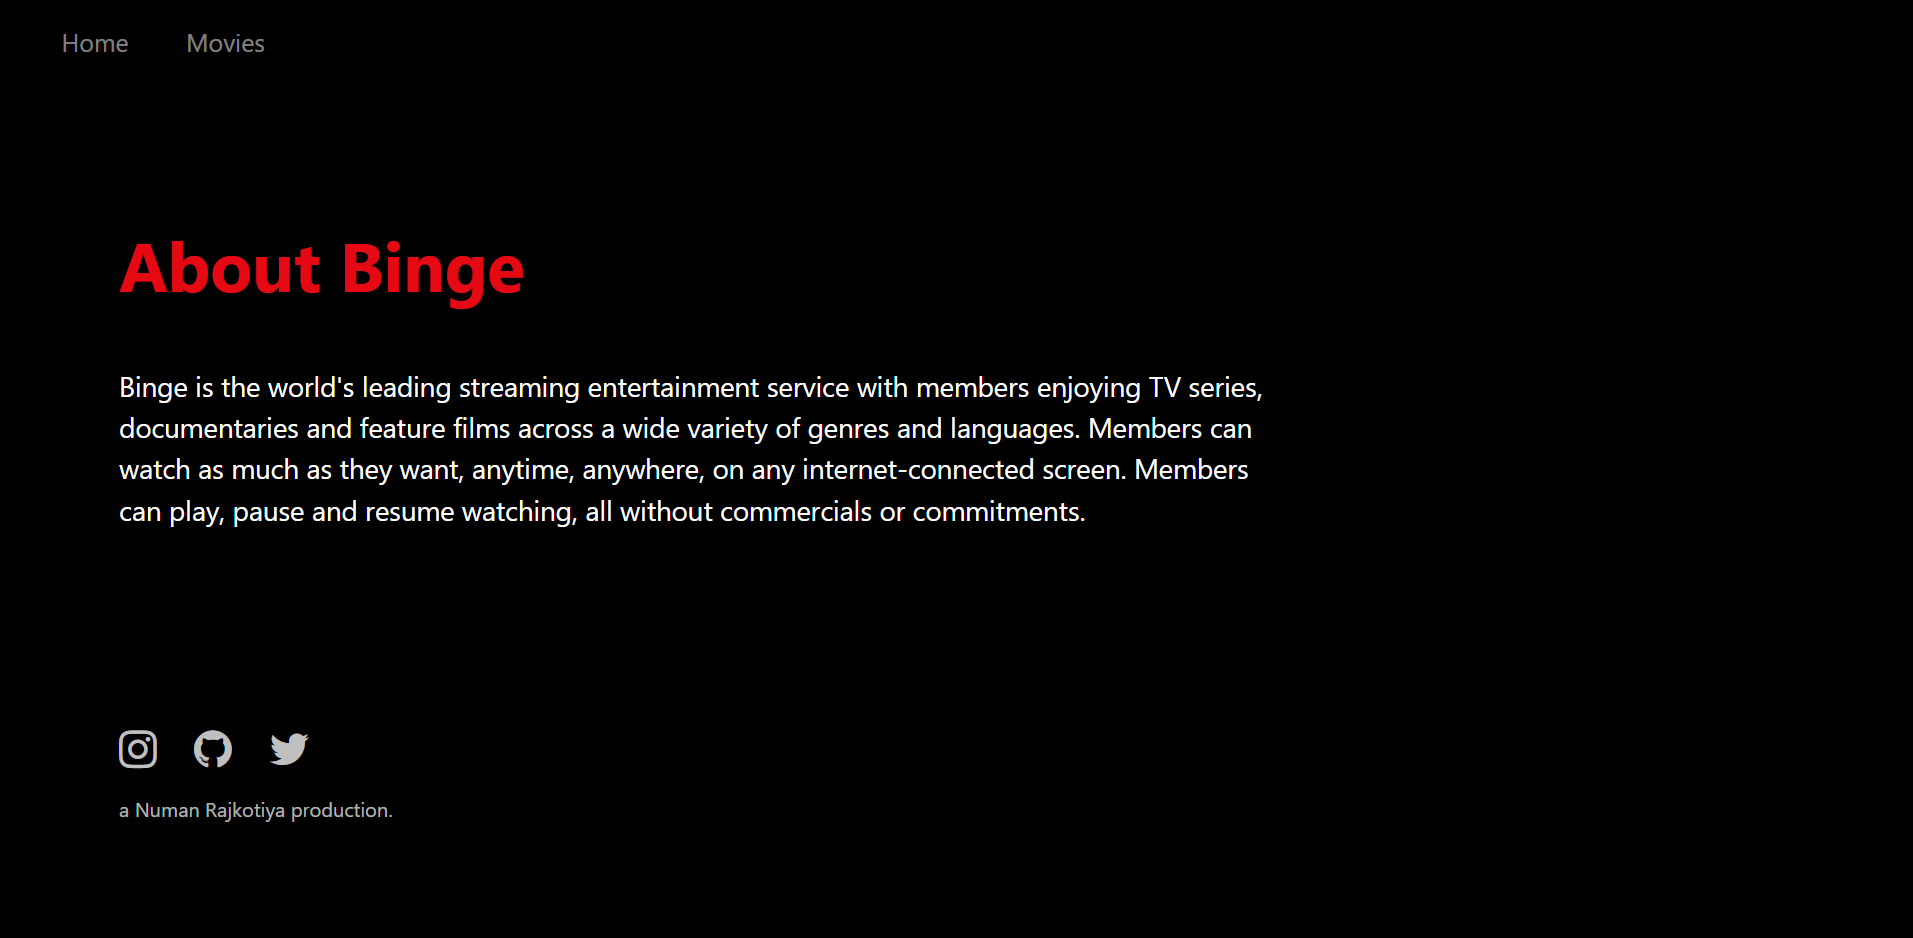 Home Movies
About Binge
Binge is the world's leading streaming entertainment service with members enjoying TV series,
documentaries and feature films across a wide variety of genres and languages. Members can
watch as much as they want, anytime, anywhere, on any internet-connected screen. Members
can play, pause and resume watching, all without commercials or commitments.
a Numan Rajkotiya production.